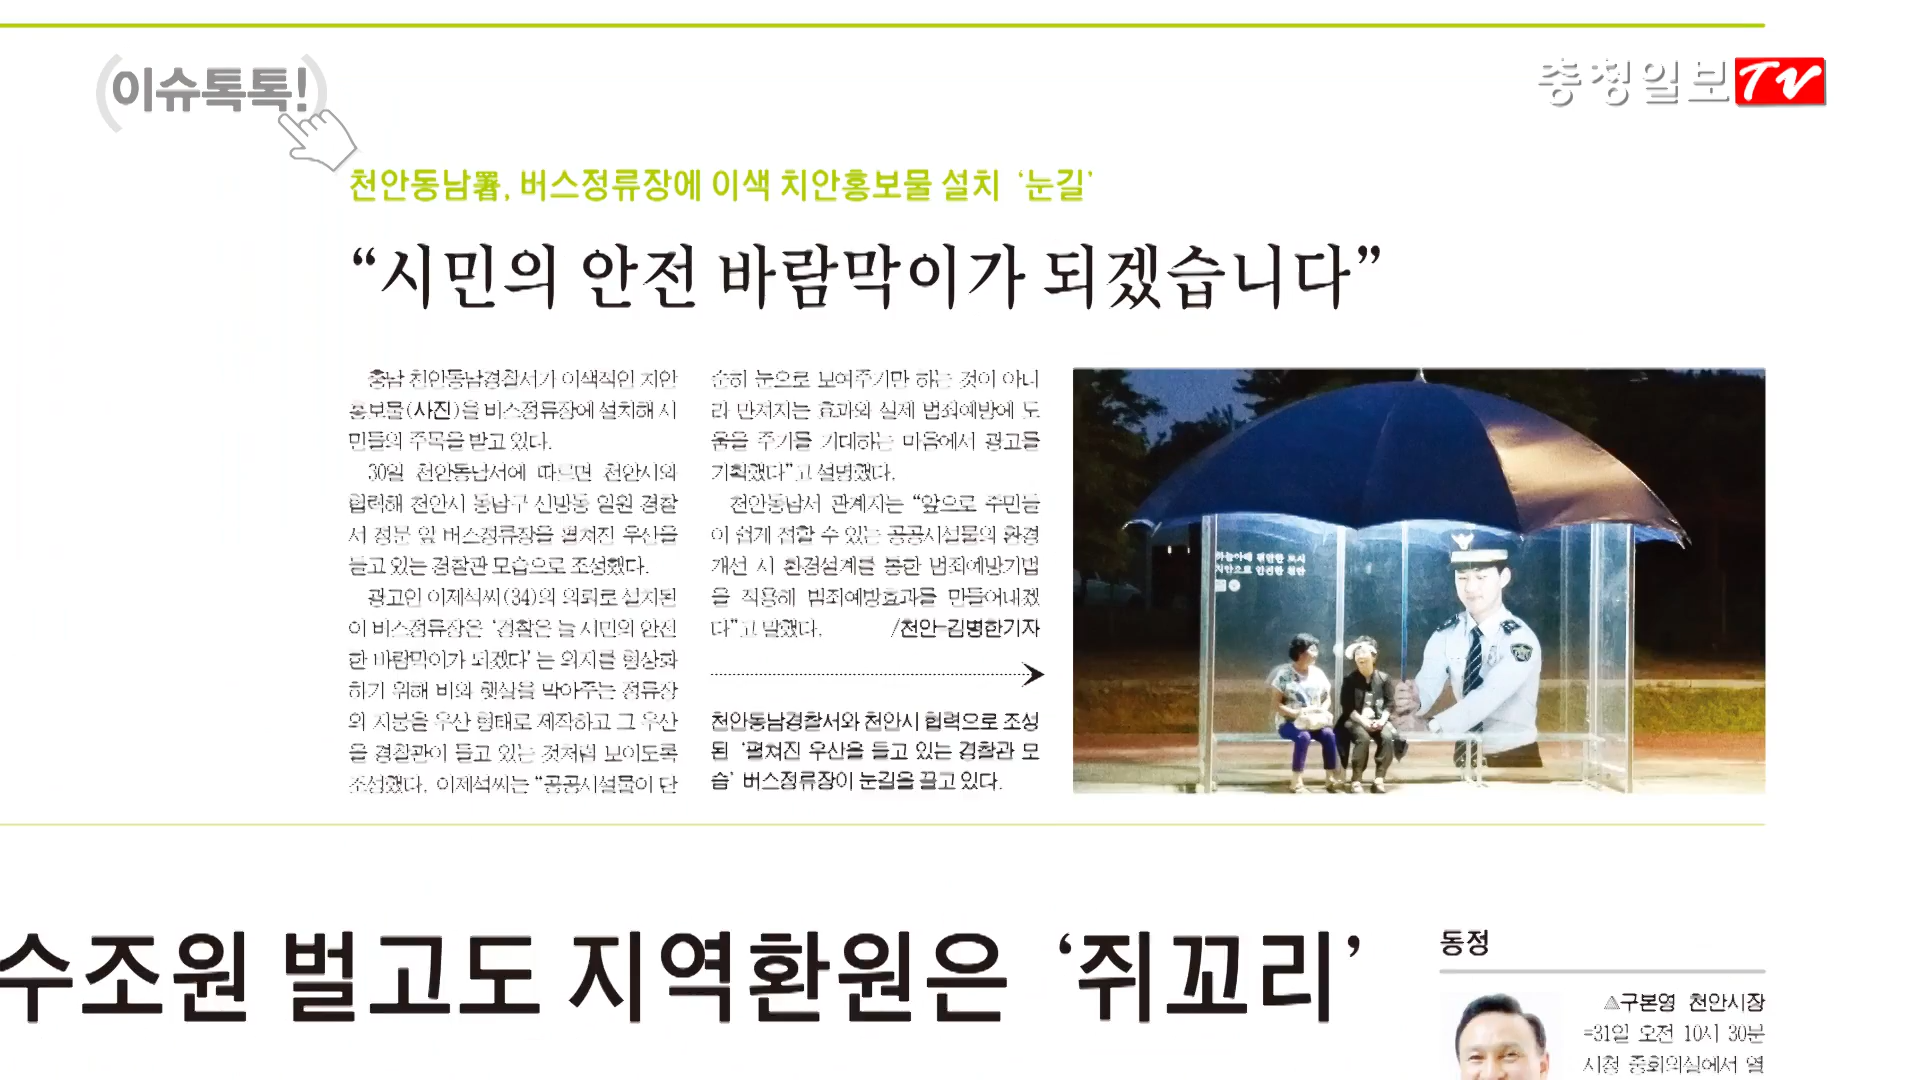 (이슈톡톡!)
충청일보TV
천안동남署, 버스정류장에 이색 치안홍보물 설치 ‘눈길’
“시민의 안전 바람막이가 되겠습니다”
충남 천안동남경찰서가 이색적인 치안
홍보물(사진)을 버스정류장에 설치해 시
민들의 주목을 받고 있다.
30일 천안동남서에 따르면 천안시와
협력해 천안시 동남구 신방동 일원 경찰
서 정문 앞 버스정류장을 펼쳐진 우산을
들고 있는 경찰관 모습으로 조성했다.
광고인 이제석씨(34)의 의뢰로 설치된
이 버스정류장은 ‘경찰은 늘 시민의 안전
한 바람막이가 되겠다’는 의지를 형상화
하기 위해 비와 햇살을 막아주는 정류장
의 지붕을 우산 형태로 제작하고 그 우산
을 경찰관이 들고 있는 것처럼 보이도록
조성했다. 이제석씨는 “공공시설물이 단
순히 눈으로 보여주기만 하는 것이 아니
라 만져지는 효과와 실제 범죄예방에 도
움을 주기를 기대하는 마음에서 광고를
기획했다”고 설명했다.
천안동남서 관계자는 “앞으로 주민들
이 쉽게 접할 수 있는 공공시설물의 환경
개선 시 환경설계를 통한 범죄예방기법
을 적용해 범죄예방효과를 만들어내겠
다”고 말했다. /천안=김병한기자
천안동남경찰서와 천안시 협력으로 조성
된 ‘펼쳐진 우산을 들고 있는 경찰관 모
습’ 버스정류장이 눈길을 끌고 있다.
하늘아래 편안한 도시
치안으로 안전한 천안
수조원 벌고도 지역환원은 ‘쥐꼬리’
동정
△구본영 천안시장
=31일 오전 10시 30분
시청 중회의실에서 열